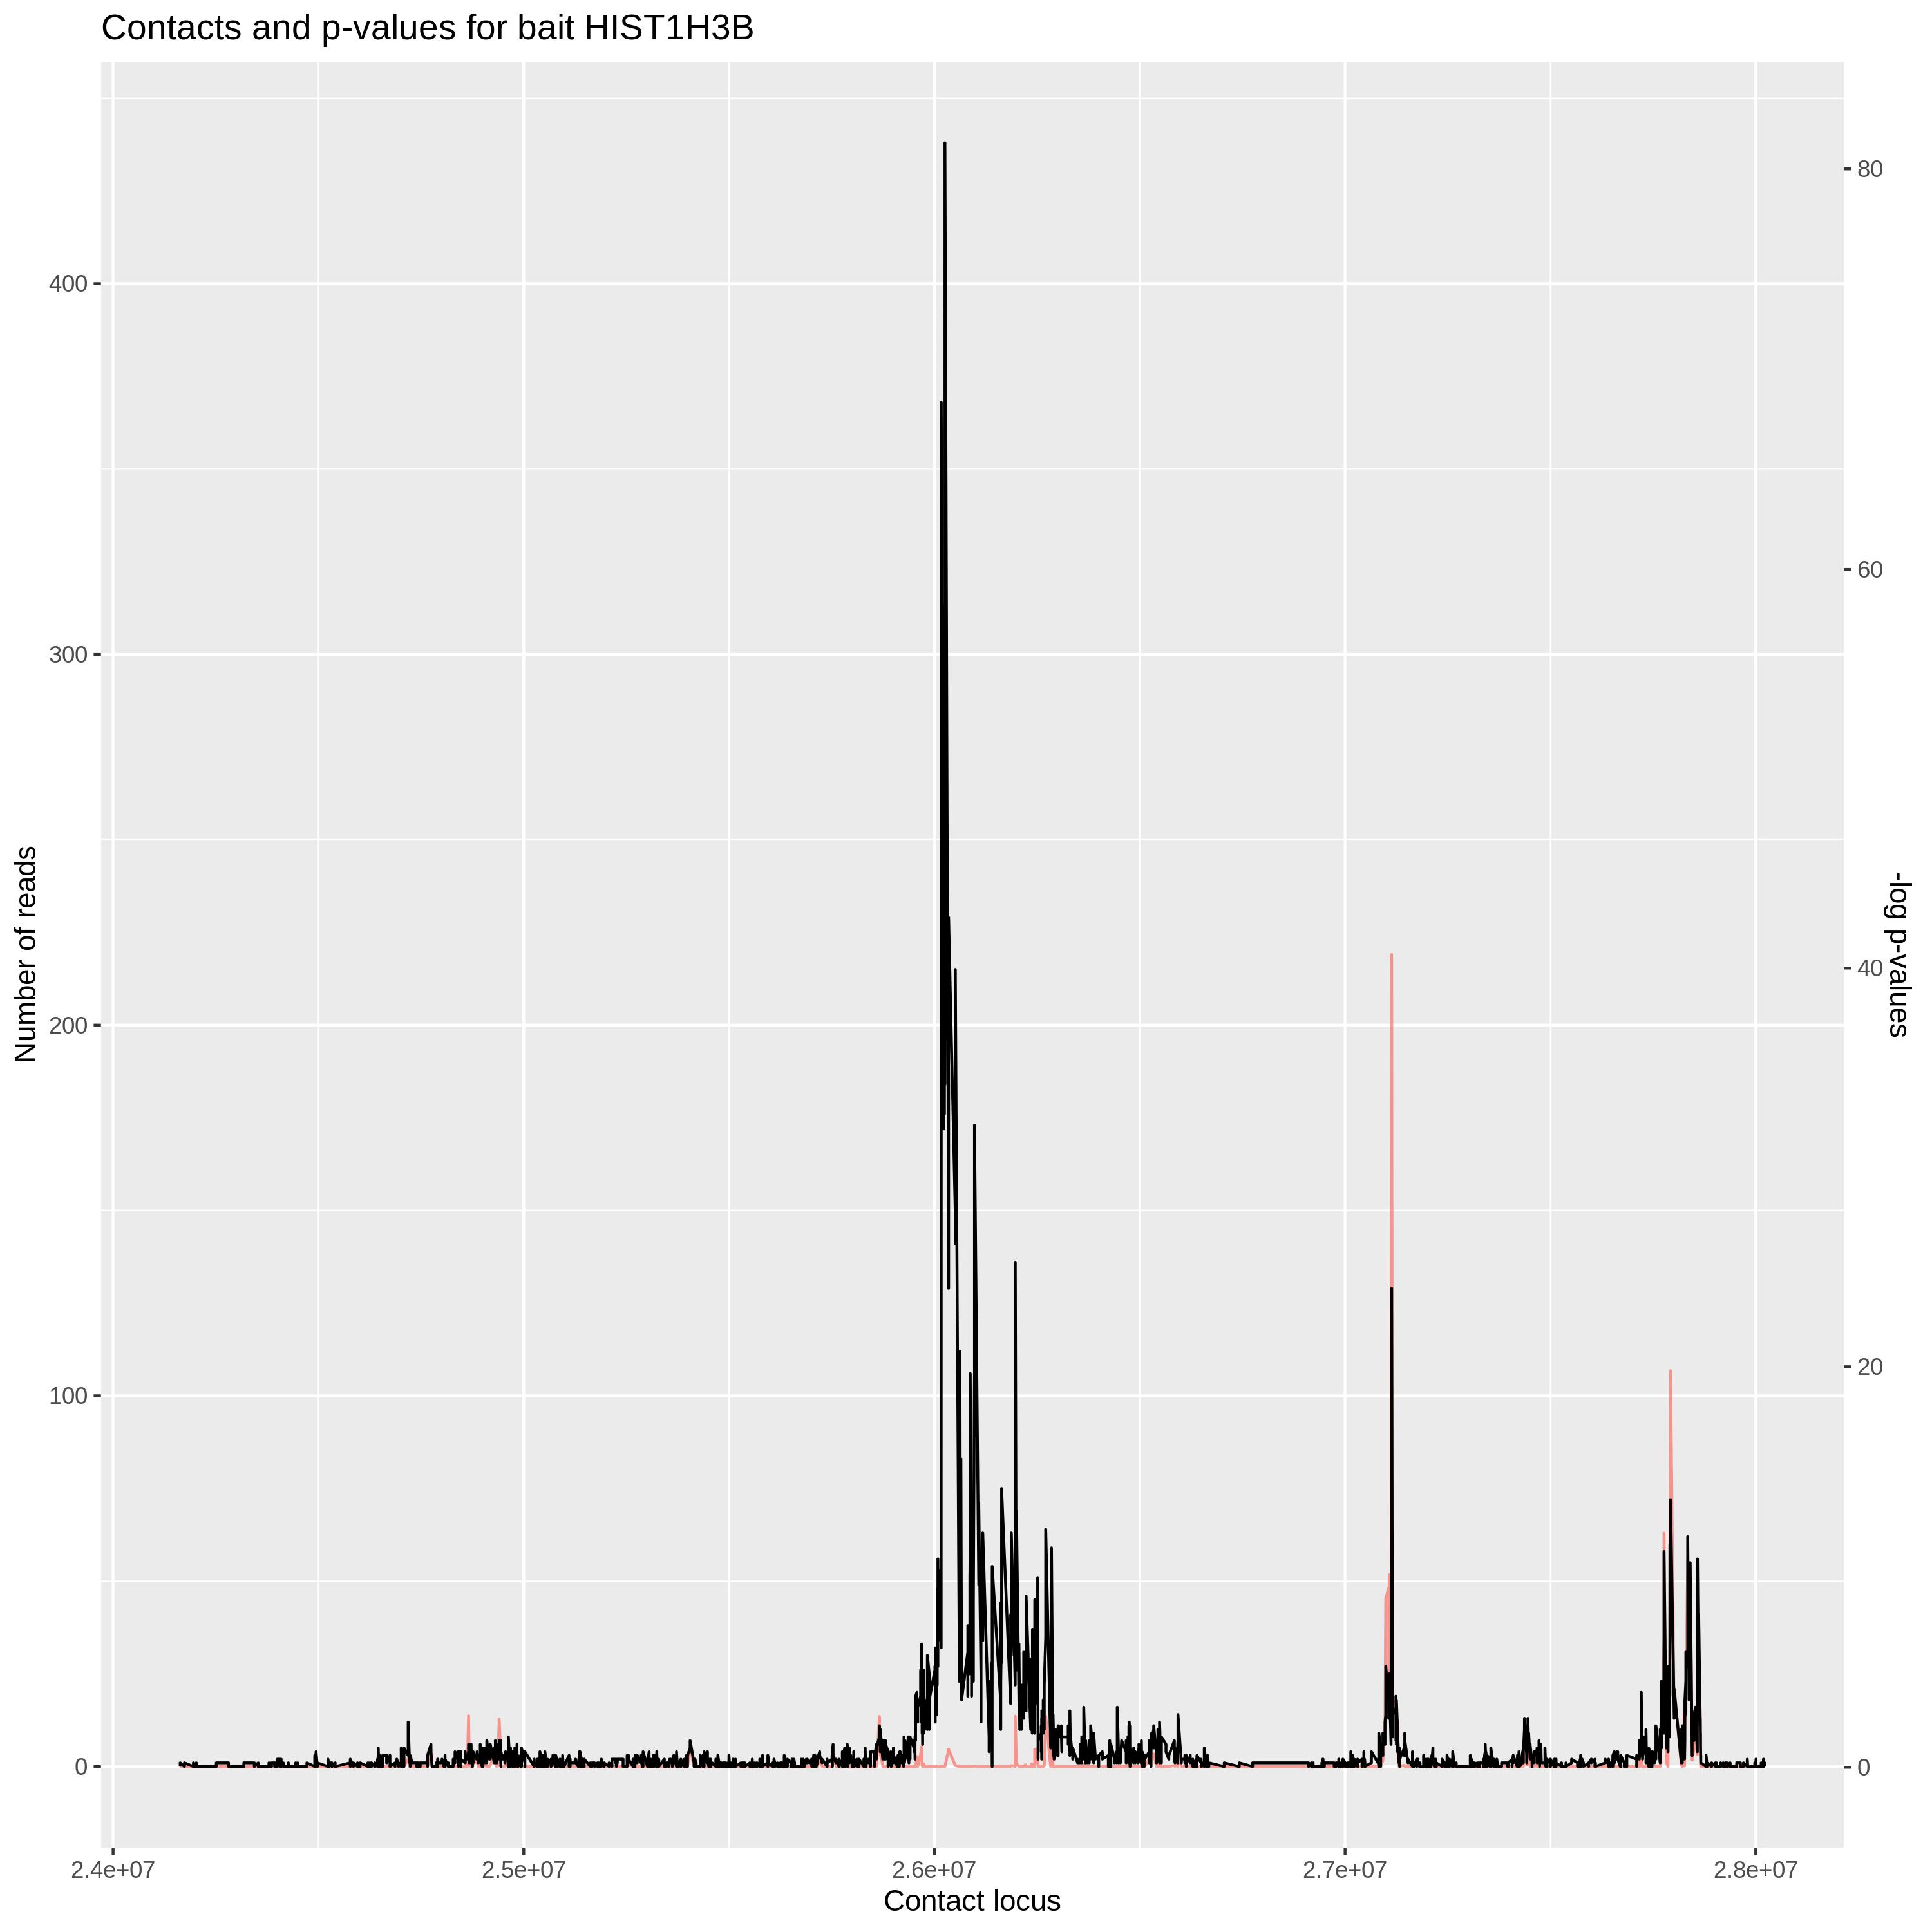 Contacts and p-values for bait HIST1H3B
400
300
200
100
0
80
60
40
20
0
Number of reads
-log p-values
2.4e+07 2.5e+07 2.6e+07 2.7e+07 2.8e+07
Contact locus